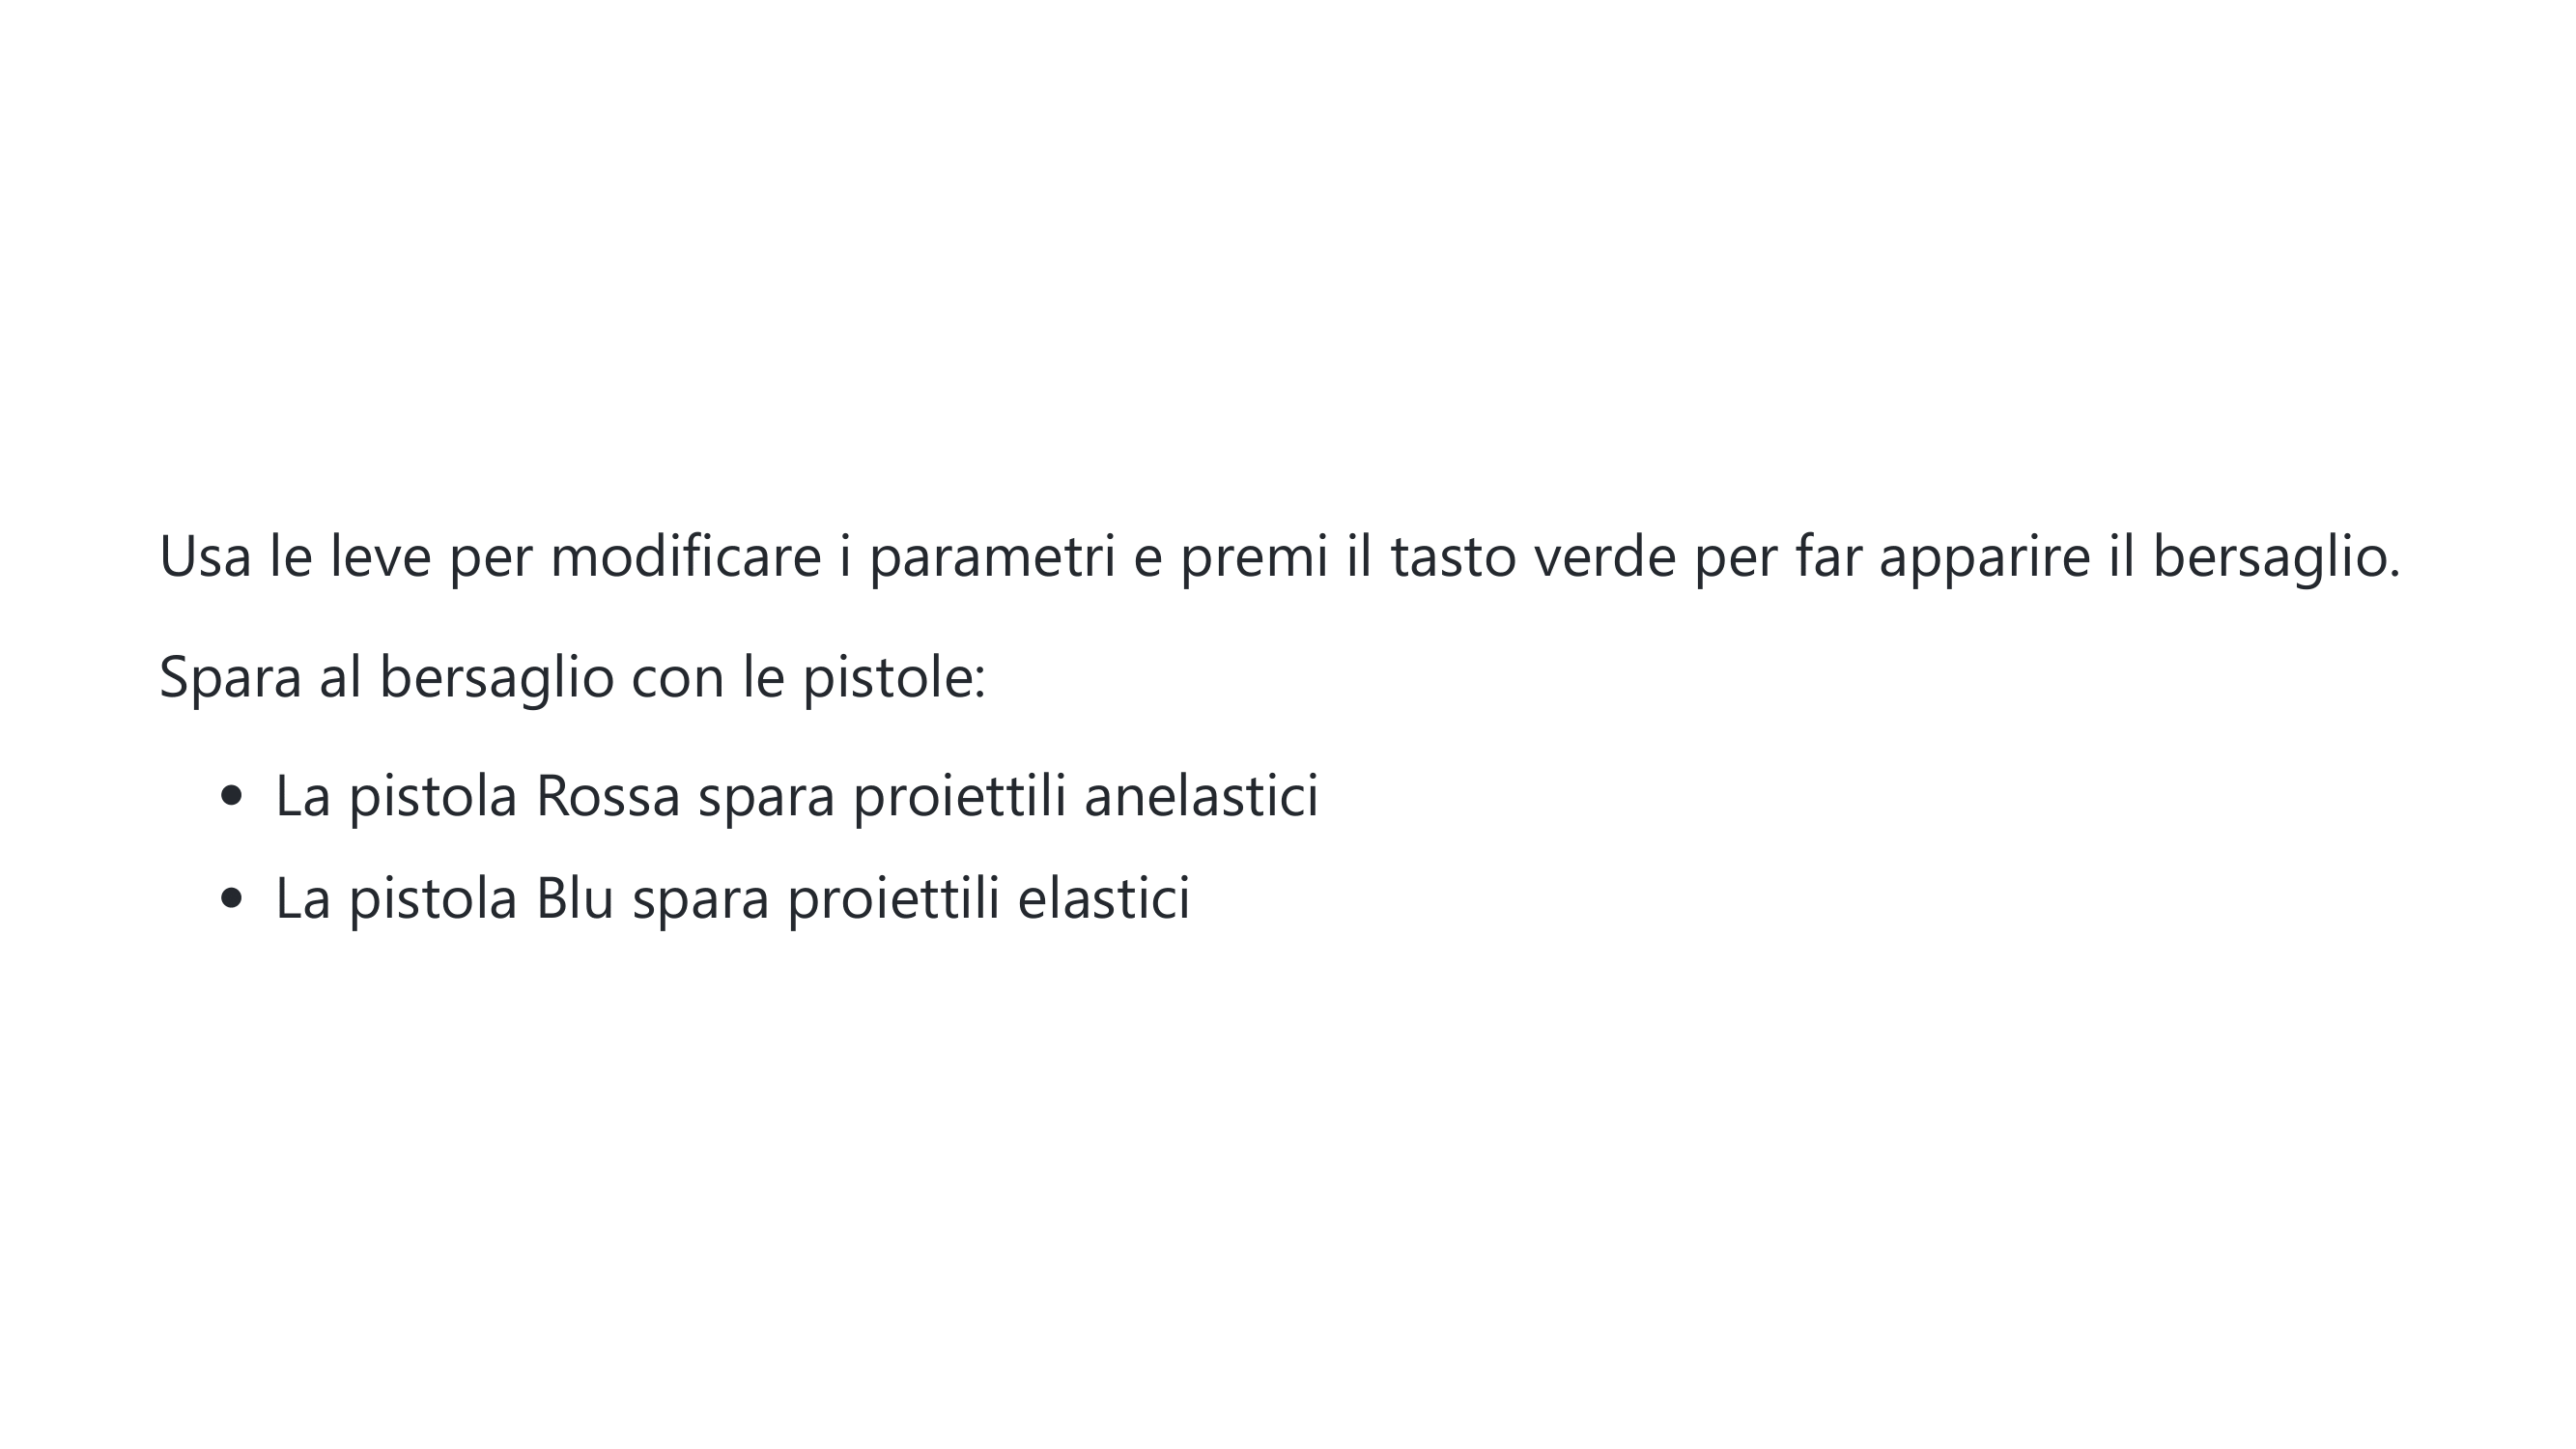 Usa le leve per modificare i parametri e premi il tasto verde per far apparire il bersaglio.
Spara al bersaglio con le pistole:
• La pistola Rossa spara proiettili anelastici
• La pistola Blu spara proiettili elastici